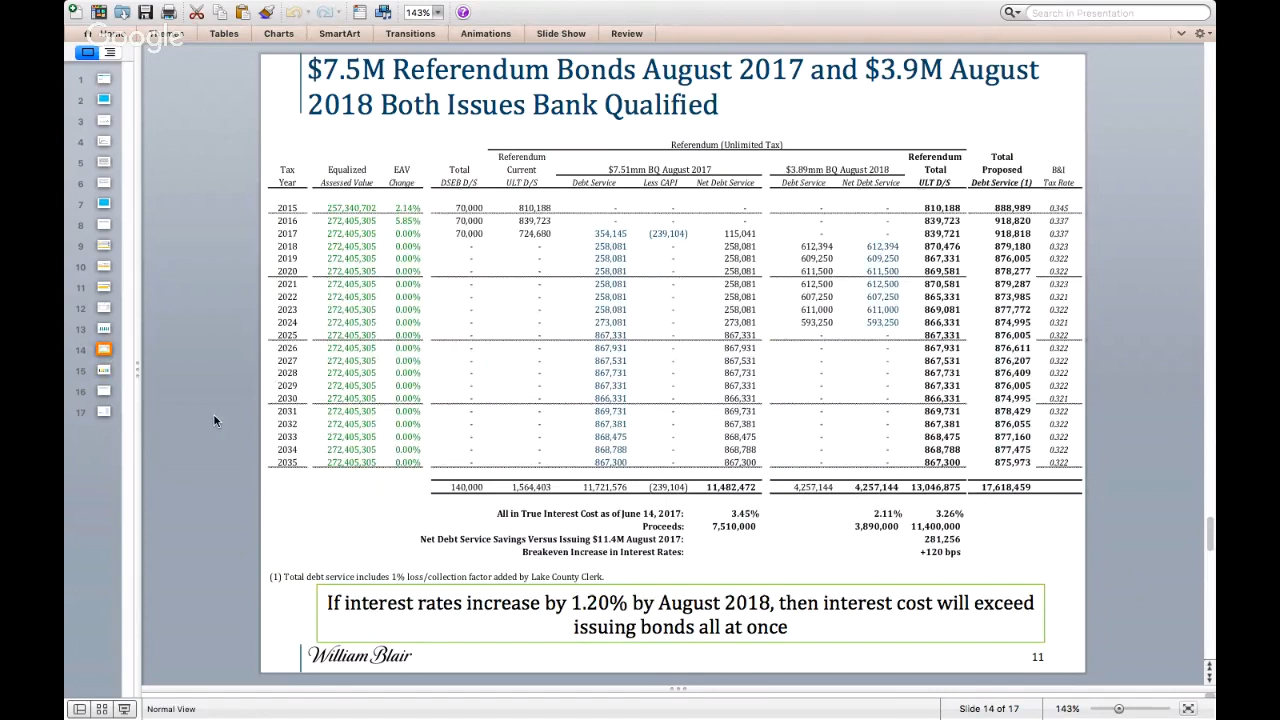 143%
Search in Presentation
Home Themes Tables Charts SmartArt Transitions Animations Slide Show Review
Google
$7.5M Referendum Bonds August 2017 and $3.9M August
2018 Both Issues Bank Qualified
Referendum (Unlimited Tax)
Referendum Referendum Total
Tax Equalized EAV Total Current $7.51mm BQ August 2017 $3.89mm BQ August 2018 Total Proposed B&I
Year Assessed Value Change DSEB D/S ULT D/S Debt Service Less CAPI Net Debt Service Debt Service Net Debt Service ULT D/S Debt Service (1) Tax Rate
2015 257,340,702 2.14% 70,000 810,188 - - - - - 810,188 888,989 0.345
2016 272,405,305 5.85% 70,000 839,723 - - - - - 839,723 918,820 0.337
2017 272,405,305 0.00% 70,000 724,680 354,145 (239,104) 115,041 - - 839,721 918,818 0.337
2018 272,405,305 0.00% - - 258,081 - 258,081 612,394 612,394 870,476 879,180 0.323
2019 272,405,305 0.00% - - 258,081 - 258,081 609,250 609,250 867,331 876,005 0.322
2020 272,405,305 0.00% - - 258,081 - 258,081 611,500 611,500 869,581 878,277 0.322
2021 272,405,305 0.00% - - 258,081 - 258,081 612,500 612,500 870,581 879,287 0.323
2022 272,405,305 0.00% - - 258,081 - 258,081 607,250 607,250 865,331 873,985 0.321
2023 272,405,305 0.00% - - 258,081 - 258,081 611,000 611,000 869,081 877,772 0.322
2024 272,405,305 0.00% - - 273,081 - 273,081 593,250 593,250 866,331 874,995 0.321
2025 272,405,305 0.00% - - 867,331 - 867,331 - - 867,331 876,005 0.322
2026 272,405,305 0.00% - - 867,931 - 867,931 - - 867,931 876,611 0.322
2027 272,405,305 0.00% - - 867,531 - 867,531 - - 867,531 876,207 0.322
2028 272,405,305 0.00% - - 867,731 - 867,731 - - 867,731 876,409 0.322
2029 272,405,305 0.00% - - 867,331 - 867,331 - - 867,331 876,005 0.322
2030 272,405,305 0.00% - - 866,331 - 866,331 - - 866,331 874,995 0.321
2031 272,405,305 0.00% - - 869,731 - 869,731 - - 869,731 878,429 0.322
2032 272,405,305 0.00% - - 867,381 - 867,381 - - 867,381 876,055 0.322
2033 272,405,305 0.00% - - 868,475 - 868,475 - - 868,475 877,160 0.322
2034 272,405,305 0.00% - - 868,788 - 868,788 - - 868,788 877,475 0.322
2035 272,405,305 0.00% - - 867,300 - 867,300 - - 867,300 875,973 0.322
140,000 1,564,403 11,721,576 (239,104) 11,482,472 4,257,144 4,257,144 13,046,875 17,618,459
All in True Interest Cost as of June 14, 2017: 3.45% 2.11% 3.26%
Proceeds: 7,510,000 3,890,000 11,400,000
Net Debt Service Savings Versus Issuing $11.4M August 2017: 281,256
Breakeven Increase in Interest Rates: +120 bps
(1) Total debt service includes 1% loss/collection factor added by Lake County Clerk.
If interest rates increase by 1.20% by August 2018, then interest cost will exceed
issuing bonds all at once
William Blair
11
1
2
3
4
5
6
7
8
9
10
11
12
13
14
15
16
17
Normal View Slide 14 of 17 143%